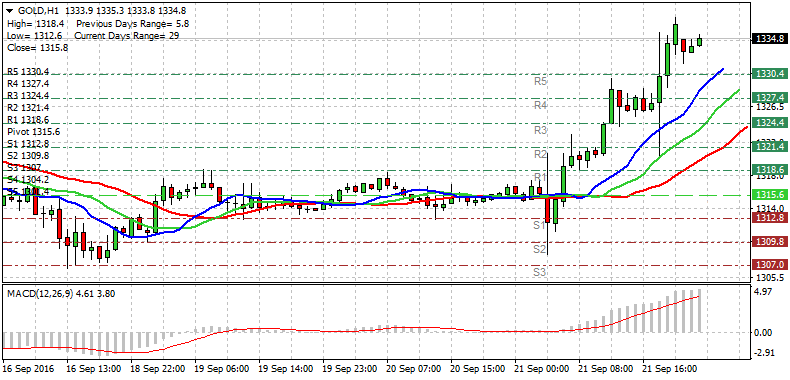 GOLD,H1 1333.9 1335.3 1333.8 1334.8
High= 1318.4 Previous Days Range= 5.8
Low= 1312.6 Current Days Range= 29
Close= 1315.8
R5 1330.4
R4 1327.4
R3 1324.4
R2 1321.4
R1 1318.6
Pivot 1315.6
S1 1312.8
S2 1309.8
S3 1307
S4 1304.2
R5
R4
R3
R2
R1
S1
S2
S3
1334.8
1330.4
1327.4
1326.5
1324.4
1321.4
1318.6
1315.6
1314.0
1312.8
1309.8
1307.0
1305.5
MACD(12,26,9) 4.61 3.80
4.97
0.00
-2.91
16 Sep 2016
16 Sep 14:00
18 Sep 22:00
19 Sep 06:00
19 Sep 14:00
19 Sep 23:00
20 Sep 07:00
20 Sep 15:00
21 Sep 00:00
21 Sep 08:00
21 Sep 16:00